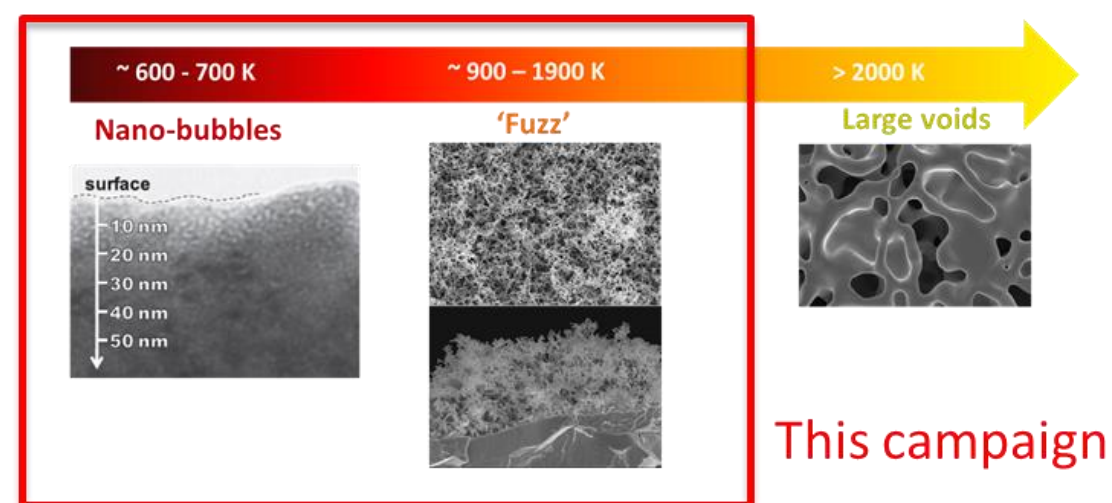 ~ 600 - 700 K
~ 900 – 1900 K
> 2000 K
Nano-bubbles
'Fuzz'
Large voids
surface
10 nm
20 nm
30 nm
40 nm
50 nm
This campaign